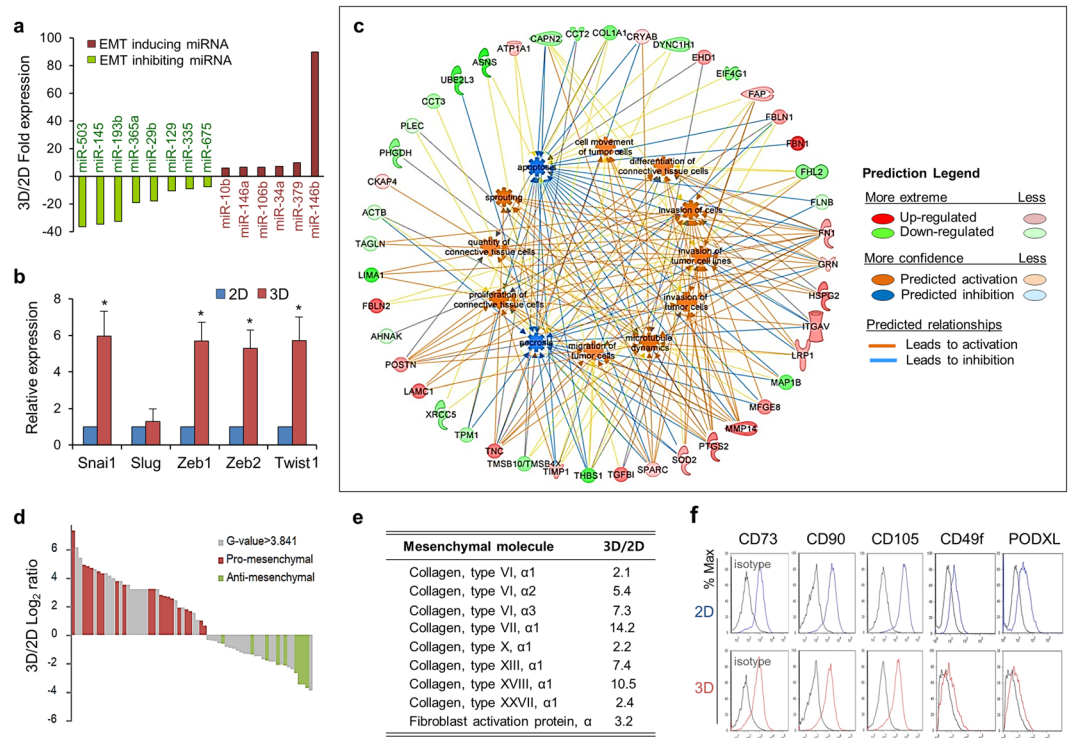 a
3D/2D Fold expression
100
80
60
40
20
0
-20
-40
EMT inducing miRNA
EMT inhibiting miRNA
miR-503
miR-145
miR-193b
miR-365a
miR-29b
miR-129
miR-335
miR-675
miR-10b
miR-146a
miR-106b
miR-34a
miR-379
miR-146b
b
Relative expression
8
6
4
2
0
2D
3D
*
*
*
*
Snai1
Slug
Zeb1
Zeb2
Twist1
c
CAPN2
CCT2
COL1A1
CRYAB
DYNC1H1
EHD1
EIF4G1
FAP
FBLN1
FBN1
FHL2
FLNB
FN1
GRN
HSPG2
ITGAV
LRP1
MAP1B
MFGE8
MMP14
PTGS2
SOD2
SPARC
TGFBI
THBS1
TIMP1
TMSB10/TMSB4X
TNC
TPM1
XRCC5
LAMC1
POSTN
AHNAK
FBLN2
LIMA1
TAGLN
ACTB
CKAP4
PHGDH
PLEC
CCT3
UBE2L3
ASNS
ATP1A1
apoptosis
cell movement
of tumor cells
differentiation of
connective tissue cells
invasion of cells
invasion of
tumor cell lines
invasion of
tumor cells
microtubule
dynamics
migration of
tumor cells
necrosis
proliferation of
connective tissue cells
quantity of
connective tissue cells
sprouting
Prediction Legend
More extreme Less
Up-regulated
Down-regulated
More confidence Less
Predicted activation
Predicted inhibition
Predicted relationships
Leads to activation
Leads to inhibition
d
3D/2D Log2 ratio
6
4
2
0
-2
-4
-6
G-value>3.841
Pro-mesenchymal
Anti-mesenchymal
e
Mesenchymal molecule 3D/2D
Collagen, type VI, α1 2.1
Collagen, type VI, α2 5.4
Collagen, type VI, α3 7.3
Collagen, type VII, α1 14.2
Collagen, type X, α1 2.2
Collagen, type XIII, α1 7.4
Collagen, type XVIII, α1 10.5
Collagen, type XXVII, α1 2.4
Fibroblast activation protein, α 3.2
f
% Max
CD73 CD90 CD105 CD49f PODXL
2D
isotype
3D
isotype